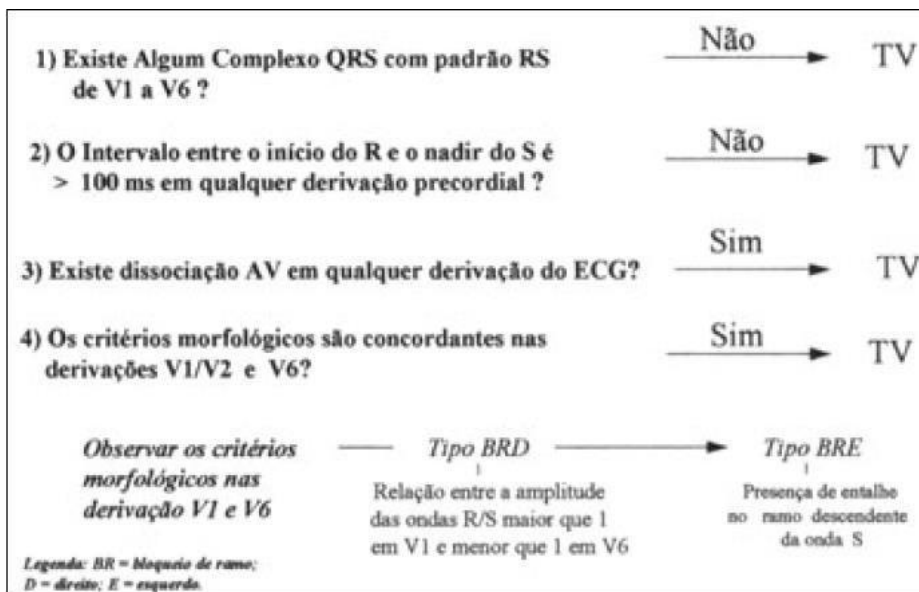 1) Existe Algum Complexo QRS com padrão RS
de V1 a V6 ?
Não
TV
2) O Intervalo entre o início do R e o nadir do S é
> 100 ms em qualquer derivação precordial ?
Não
TV
3) Existe dissociação AV em qualquer derivação do ECG?
Sim
TV
4) Os critérios morfológicos são concordantes nas
derivações V1/V2 e V6?
Sim
TV
Observar os critérios
morfológicos nas
derivação V1 e V6
Tipo BRD
Relação entre a amplitude
das ondas R/S maior que 1
em V1 e menor que 1 em V6
Tipo BRE
Presença de entalhe
no ramo descendente
da onda S
Legenda: BR = bloqueio de ramo;
D = direito; E = esquerdo.